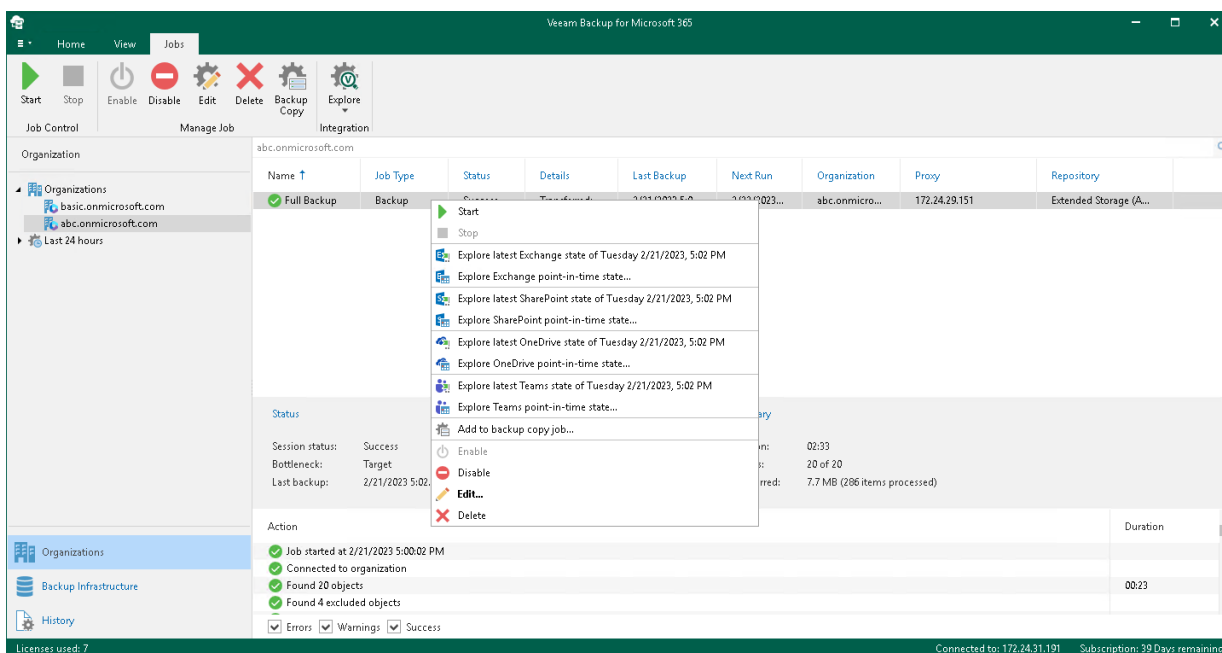 Veeam Backup for Microsoft 365
Home View Jobs
Start Stop Enable Disable Edit Delete Backup Copy Explore
Job Control Manage Job Integration
Organization
Organizations
basic.onmicrosoft.com
abc.onmicrosoft.com
Last 24 hours
Organizations
Backup Infrastructure
History
abc.onmicrosoft.com
Name ↑ Job Type Status Details Last Backup Next Run Organization Proxy Repository
Full Backup Backup abc.onmicro... 172.24.29.151 Extended Storage (A...
Start
Stop
Explore latest Exchange state of Tuesday 2/21/2023, 5:02 PM
Explore Exchange point-in-time state...
Explore latest SharePoint state of Tuesday 2/21/2023, 5:02 PM
Explore SharePoint point-in-time state...
Explore latest OneDrive state of Tuesday 2/21/2023, 5:02 PM
Explore OneDrive point-in-time state...
Explore latest Teams state of Tuesday 2/21/2023, 5:02 PM
Explore Teams point-in-time state...
Add to backup copy job...
Enable
Disable
Edit...
Delete
Status
Session status: Success
Bottleneck: Target
Last backup: 2/21/2023 5:02
02:33
20 of 20
7.7 MB (286 items processed)
Action Duration
Job started at 2/21/2023 5:00:02 PM
Connected to organization
Found 20 objects 00:23
Found 4 excluded objects
Errors Warnings Success
Licenses used: 7 Connected to: 172.24.31.191 Subscription: 39 Days remaining